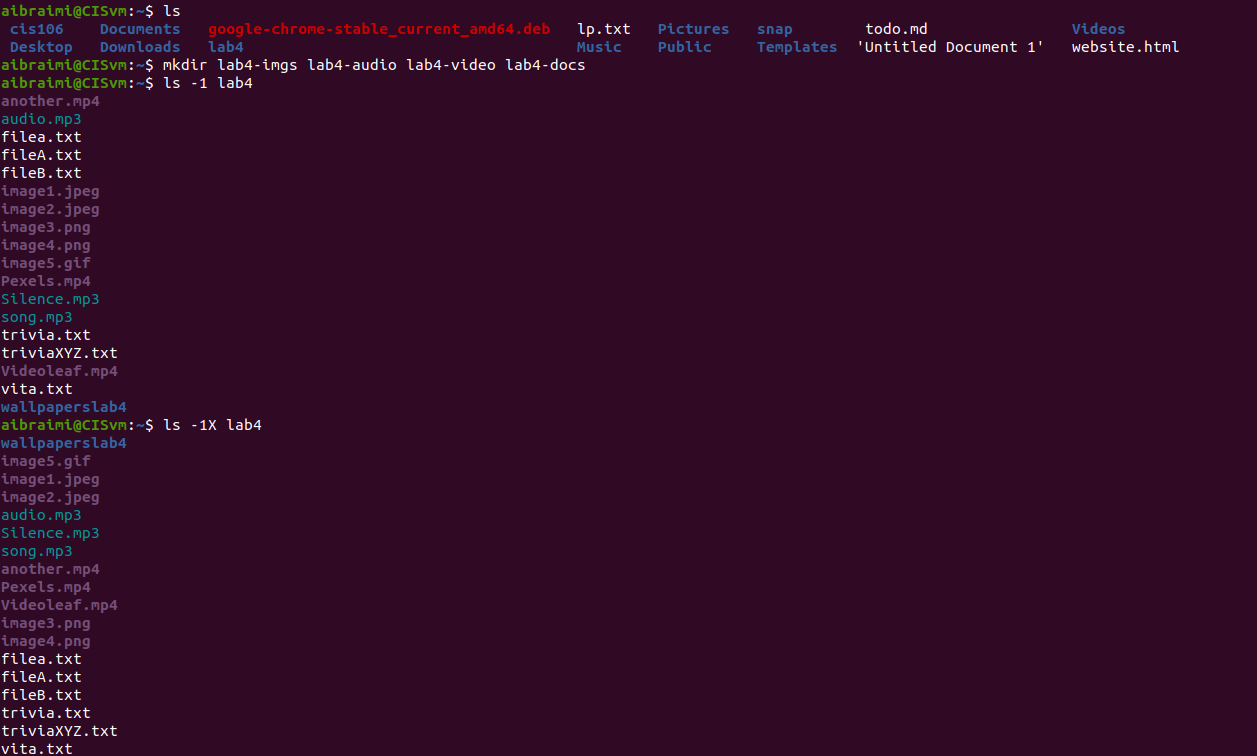 aibraimi@CISvm:~$ ls
 cis106    Documents   google-chrome-stable_current_amd64.deb   lp.txt   Pictures   snap        todo.md                Videos
 Desktop   Downloads   lab4                                     Music    Public     Templates  'Untitled Document 1'   website.html
aibraimi@CISvm:~$ mkdir lab4-imgs lab4-audio lab4-video lab4-docs
aibraimi@CISvm:~$ ls -1 lab4
another.mp4
audio.mp3
filea.txt
fileA.txt
fileB.txt
image1.jpeg
image2.jpeg
image3.png
image4.png
image5.gif
Pexels.mp4
Silence.mp3
song.mp3
trivia.txt
triviaXYZ.txt
Videoleaf.mp4
vita.txt
wallpaperslab4
aibraimi@CISvm:~$ ls -1X lab4
wallpaperslab4
image5.gif
image1.jpeg
image2.jpeg
audio.mp3
Silence.mp3
song.mp3
another.mp4
Pexels.mp4
Videoleaf.mp4
image3.png
image4.png
filea.txt
fileA.txt
fileB.txt
trivia.txt
triviaXYZ.txt
vita.txt